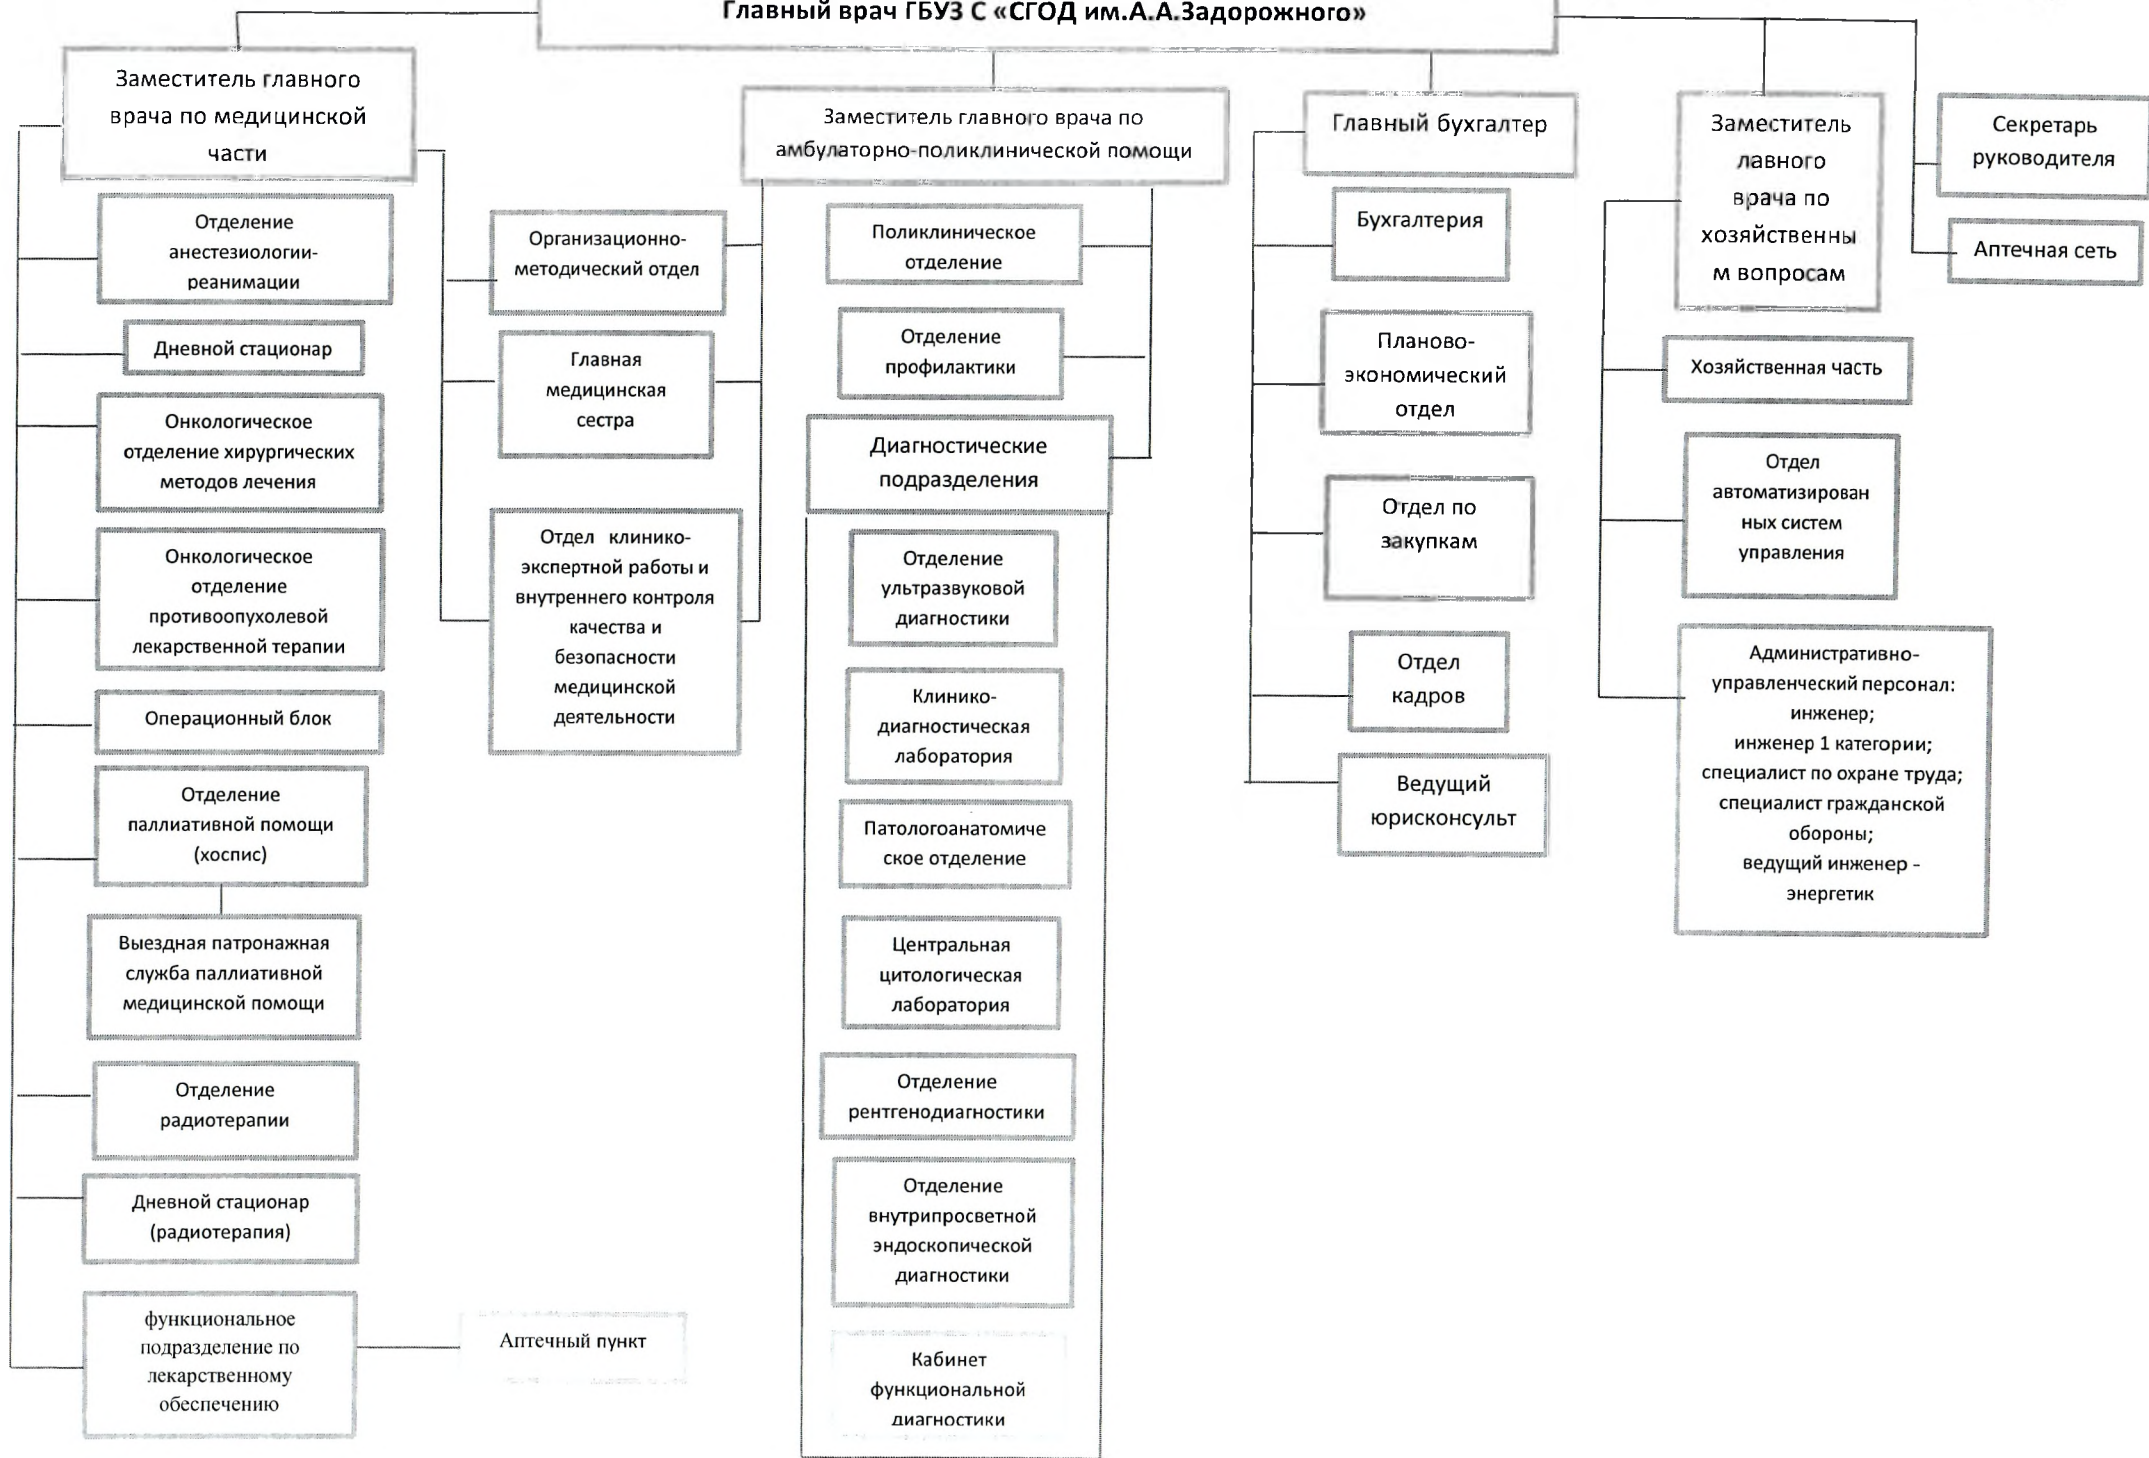 Главный врач ГБУЗ С «СГОД им.А.А.Задорожного»
Заместитель главного
врача по медицинской
части
Отделение
анестезиологии-
реанимации
Дневной стационар
Онкологическое
отделение хирургических
методов лечения
Онкологическое
отделение
противоопухолевой
лекарственной терапии
Операционный блок
Отделение
паллиативной помощи
(хоспис)
Выездная патронажная
служба паллиативной
медицинской помощи
Отделение
радиотерапии
Дневной стационар
(радиотерапия)
функциональное
подразделение по
лекарственному
обеспечению
Аптечный пункт
Организационно-
методический отдел
Главная
медицинская
сестра
Отдел клинико-
экспертной работы и
внутреннего контроля
качества и
безопасности
медицинской
деятельности
Заместитель главного врача по
амбулаторно-поликлинической помощи
Поликлиническое
отделение
Отделение
профилактики
Диагностические
подразделения
Отделение
ультразвуковой
диагностики
Клинико-
диагностическая
лаборатория
Патологоанатомиче
ское отделение
Центральная
цитологическая
лаборатория
Отделение
рентгенодиагностики
Отделение
внутрипросветной
эндоскопической
диагностики
Кабинет
функциональной
диагностики
Главный бухгалтер
Бухгалтерия
Планово-
экономический
отдел
Отдел по
закупкам
Отдел
кадров
Ведущий
юрисконсульт
Заместитель
лавного
врача по
хозяйственны
м вопросам
Хозяйственная часть
Отдел
автоматизирован
ных систем
управления
Административно-
управленческий персонал:
инженер;
инженер 1 категории;
специалист по охране труда;
специалист гражданской
обороны;
ведущий инженер -
энергетик
Секретарь
руководителя
Аптечная сеть